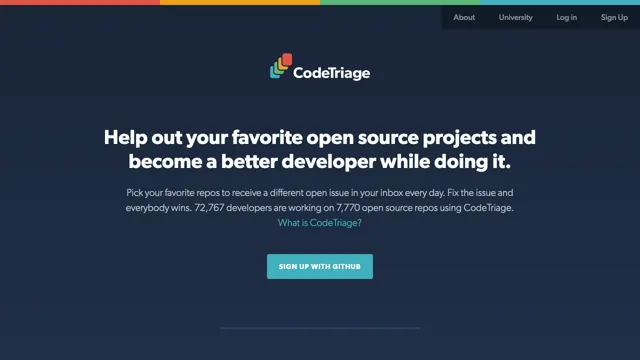 About University Log in Sign Up
CodeTriage
Help out your favorite open source projects and
become a better developer while doing it.
Pick your favorite repos to receive a different open issue in your inbox every day. Fix the issue and
everybody wins. 72,767 developers are working on 7,770 open source repos using CodeTriage.
What is CodeTriage?
SIGN UP WITH GITHUB